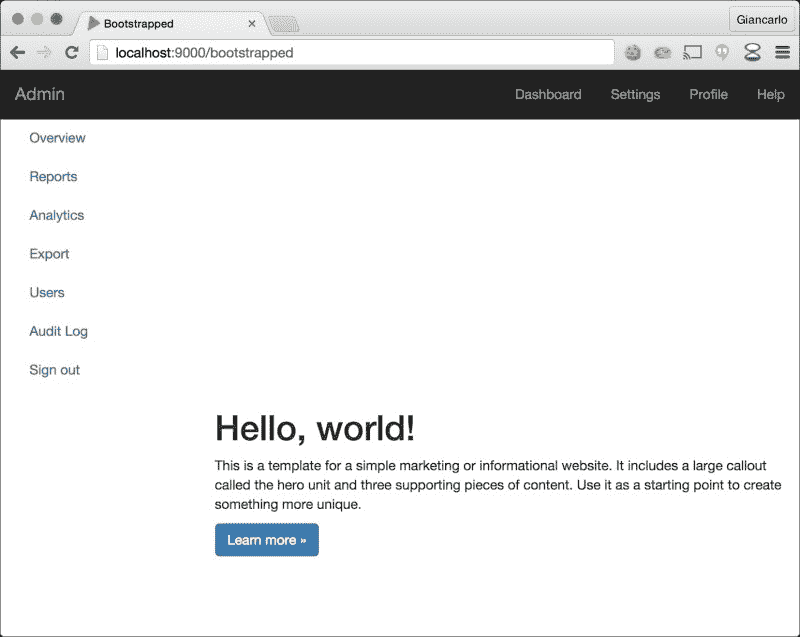 Bootstrapped
Giancarlo
localhost:9000/bootstrapped
Admin
Dashboard Settings Profile Help
Overview
Reports
Analytics
Export
Users
Audit Log
Sign out
Hello, world!
This is a template for a simple marketing or informational website. It includes a large callout
called the hero unit and three supporting pieces of content. Use it as a starting point to create
something more unique.
Learn more »